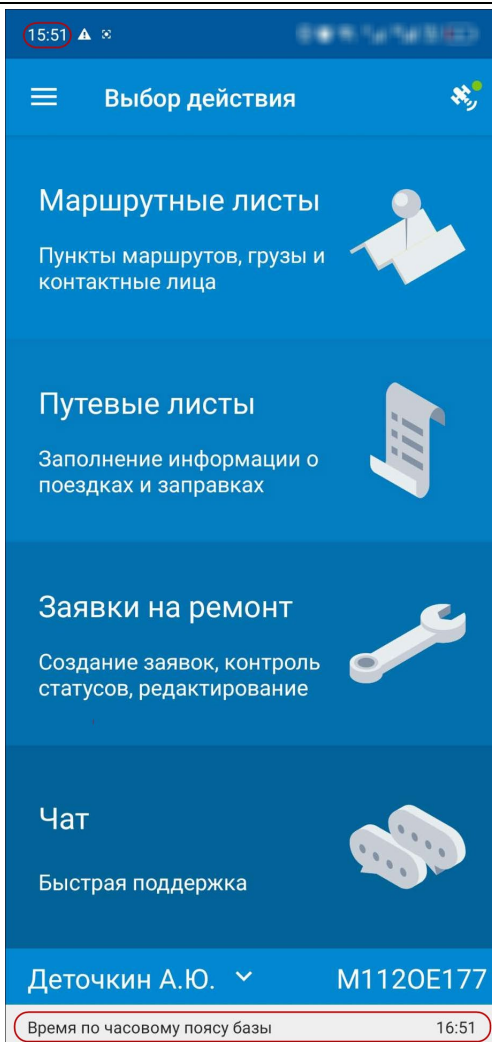 15:51
Выбор действия
Маршрутные листы
Пункты маршрутов, грузы и
контактные лица
Путевые листы
Заполнение информации о
поездках и заправках
Заявки на ремонт
Создание заявок, контроль
статусов, редактирование
Чат
Быстрая поддержка
Деточкин А.Ю. М112ОЕ177
Время по часовому поясу базы 16:51